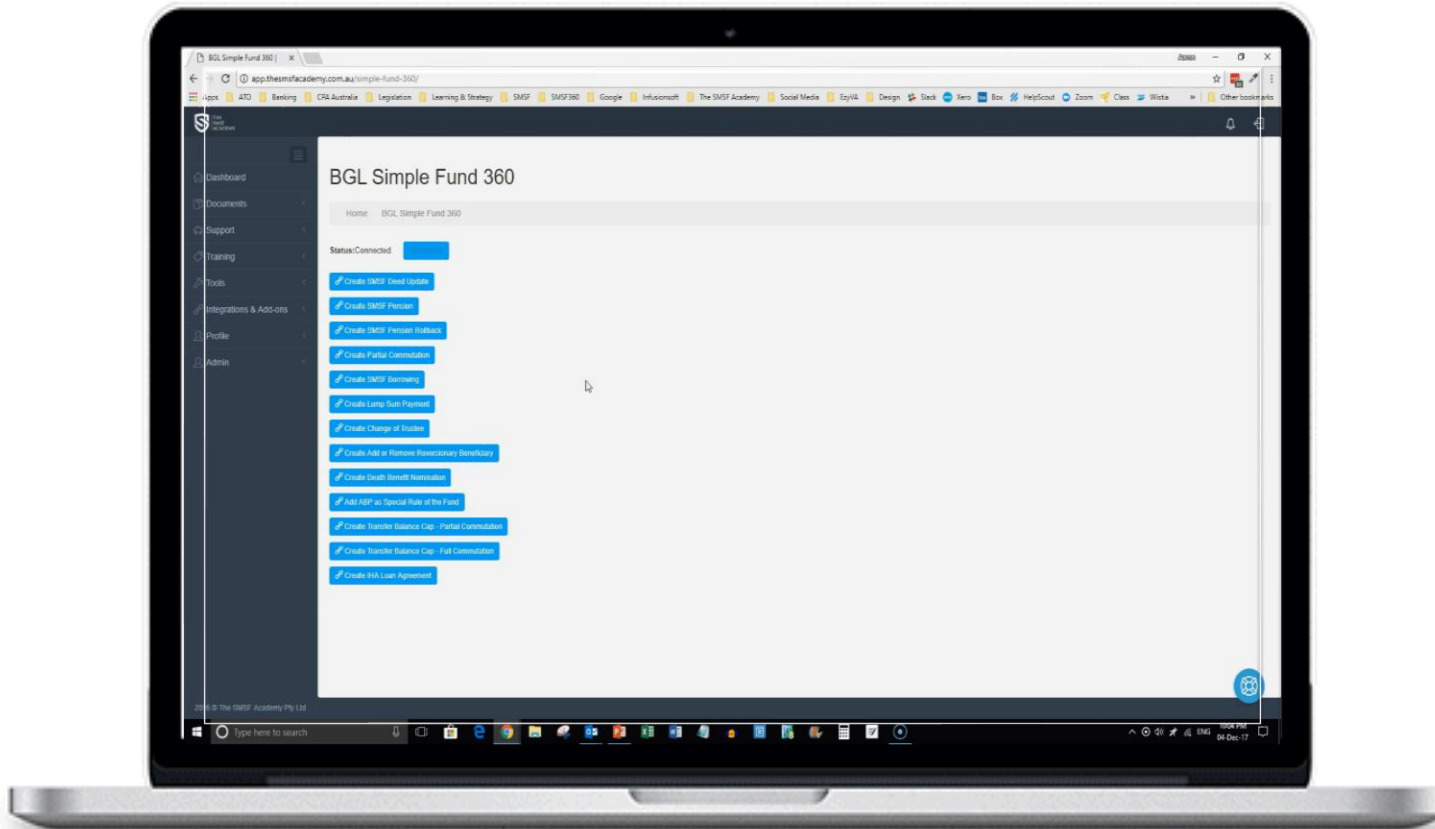 BGL Simple Fund 360 |
app.thesmsfacademy.com.au/simple-fund-360/
Apps ATO Banking CPA Australia Legislation Learning & Strategy SMSF SMSF360 Google Infusionsoft The SMSF Academy Social Media EzyVA Design Slack Xero Box HelpScout Zoom Class Wistia » Other bookmarks
Dashboard
Documents
Support
Training
Tools
Integrations & Add-ons
Profile
Admin
BGL Simple Fund 360
Home BGL Simple Fund 360
Status:Connected.
Create SMSF Deed Update
Create SMSF Pension
Create SMSF Pension Rollback
Create Partial Commutation
Create SMSF Borrowing
Create Lump Sum Payment
Create Change of Trustee
Create Add or Remove Reversionary Beneficiary
Create Death Benefit Nomination
Add ABP as Special Rule of the Fund
Create Transfer Balance Cap - Partial Commutation
Create Transfer Balance Cap - Full Commutation
Create IHA Loan Agreement
2016 © The SMSF Academy Pty Ltd
Type here to search
ENG
10:04 PM
04-Dec-17